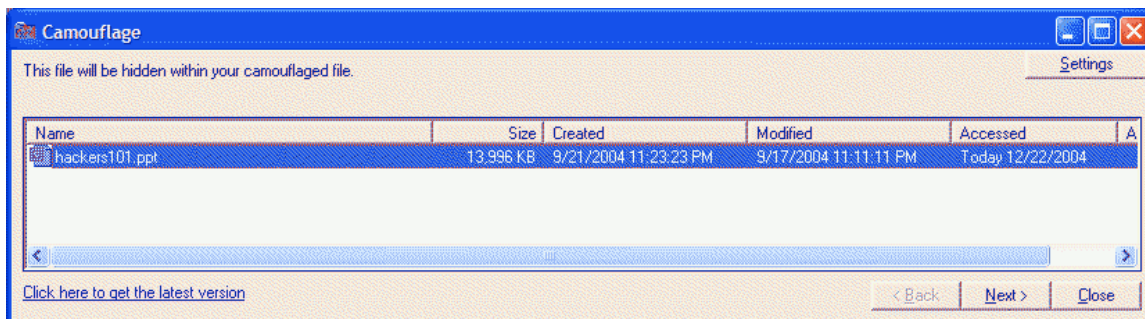 Camouflage
This file will be hidden within your camouflaged file.
Settings
Name Size Created Modified Accessed A
hackers101.ppt 13,996 KB 9/21/2004 11:23:23 PM 9/17/2004 11:11:11 PM Today 12/22/2004
Click here to get the latest version
< Back Next > Close